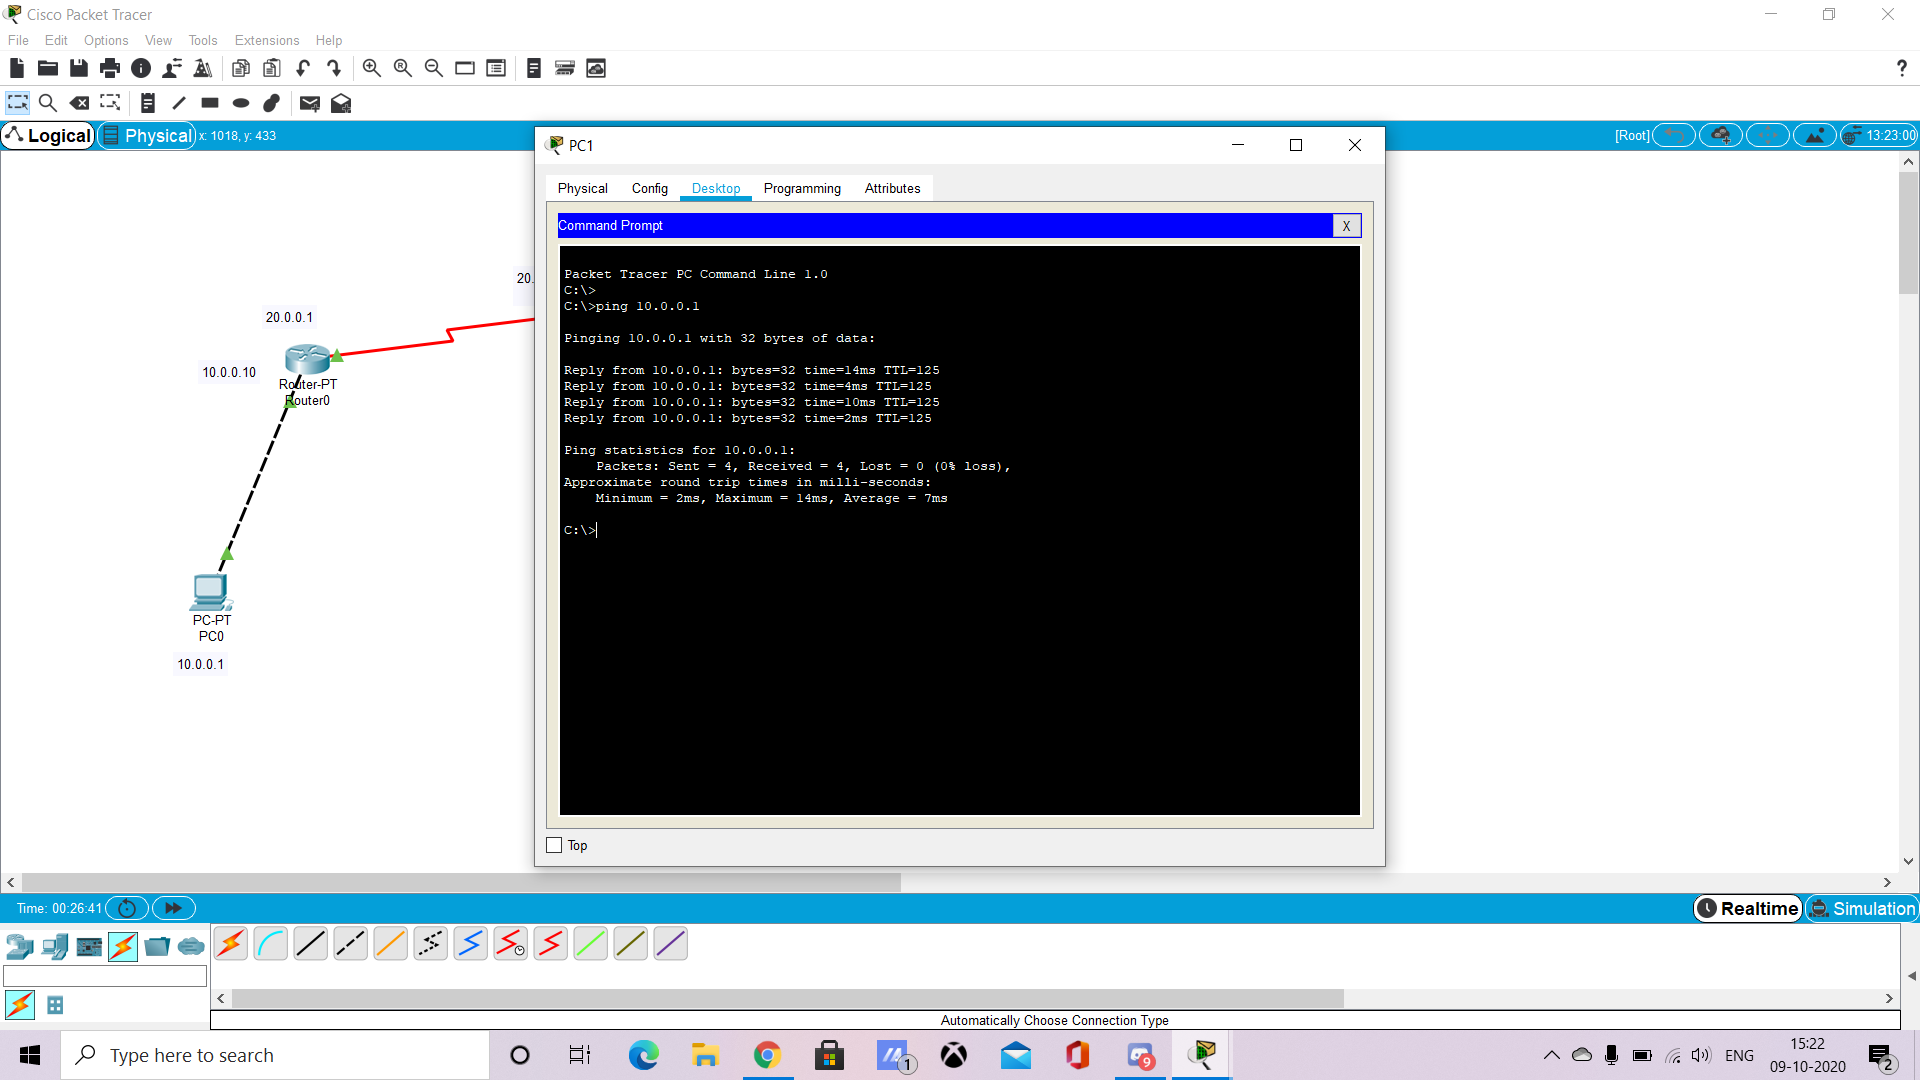 Cisco Packet Tracer
File Edit Options View Tools Extensions Help
?
Logical Physical x: 1018, y: 433
[Root] 13:23:00
20.0.0.1
20.
10.0.0.10
Router-PT
Router0
PC-PT
PC0
10.0.0.1
PC1
Physical Config Desktop Programming Attributes
Command Prompt X
Packet Tracer PC Command Line 1.0
C:\>
C:\>ping 10.0.0.1
Pinging 10.0.0.1 with 32 bytes of data:
Reply from 10.0.0.1: bytes=32 time=14ms TTL=125
Reply from 10.0.0.1: bytes=32 time=4ms TTL=125
Reply from 10.0.0.1: bytes=32 time=10ms TTL=125
Reply from 10.0.0.1: bytes=32 time=2ms TTL=125
Ping statistics for 10.0.0.1:
Packets: Sent = 4, Received = 4, Lost = 0 (0% loss),
Approximate round trip times in milli-seconds:
Minimum = 2ms, Maximum = 14ms, Average = 7ms
C:\>
Top
Time: 00:26:41
Realtime Simulation
Automatically Choose Connection Type
Type here to search
1
9
ENG
15:22
09-10-2020
2